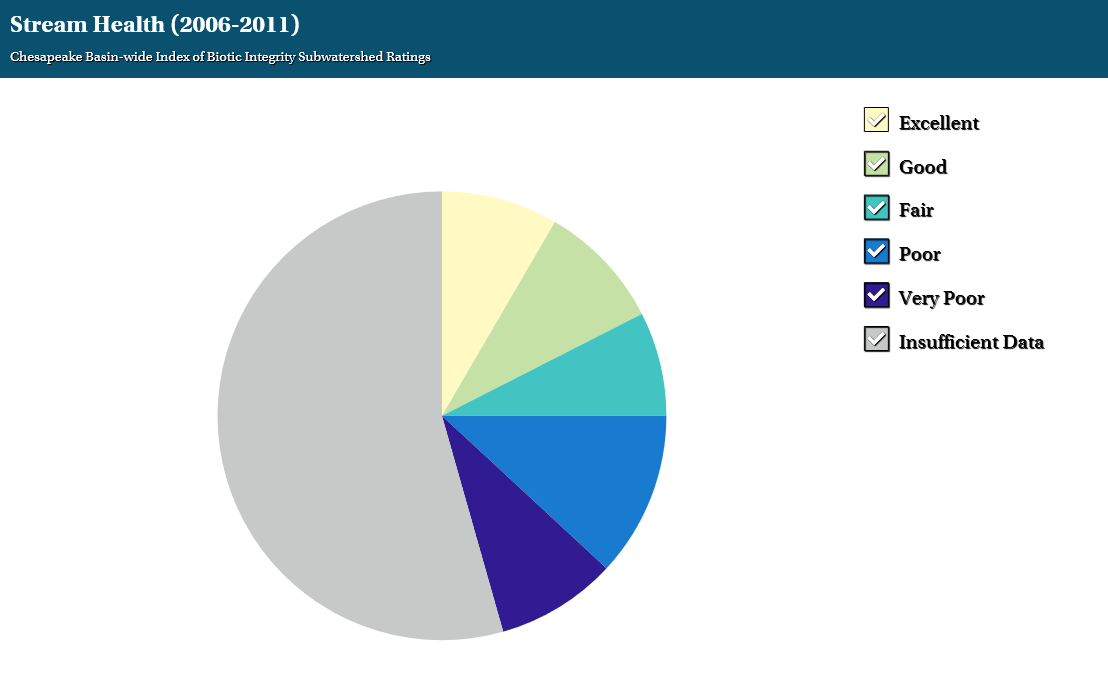 Stream Health (2006-2011)
Chesapeake Basin-wide Index of Biotic Integrity Subwatershed Ratings
Excellent
Good
Fair
Poor
Very Poor
Insufficient Data